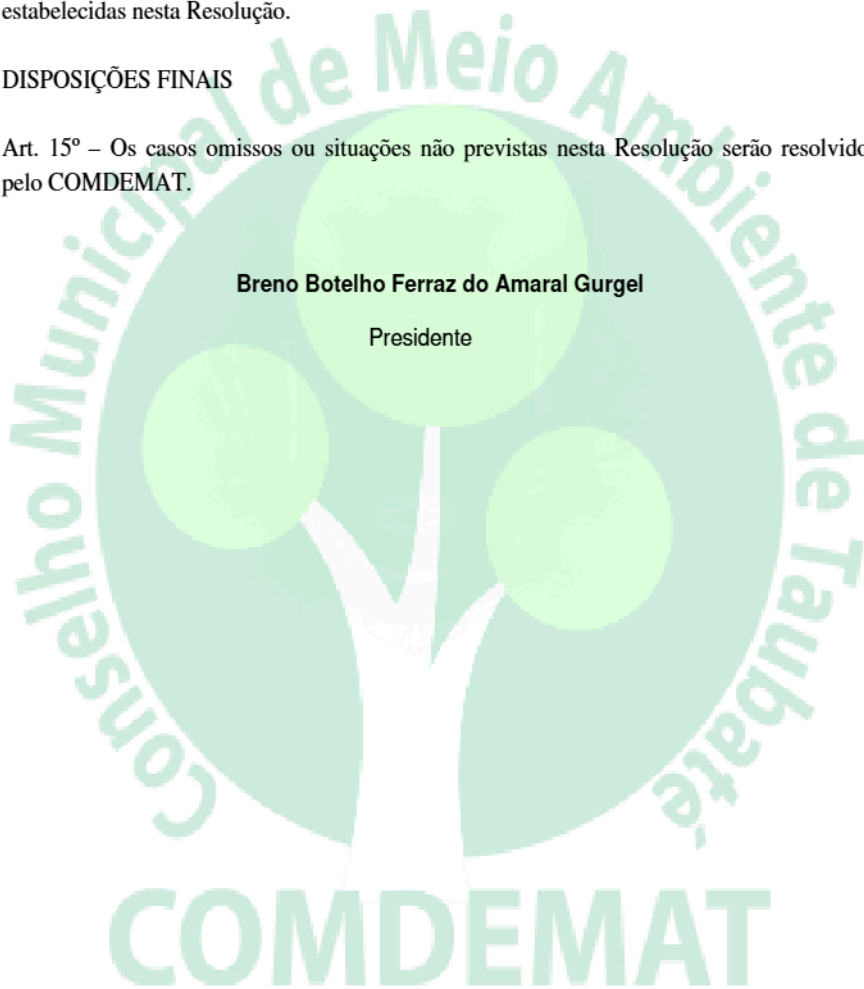 estabelecidas nesta Resolução.
DISPOSIÇÕES FINAIS
Art. 15º – Os casos omissos ou situações não previstas nesta Resolução serão resolvido
pelo COMDEMAT.
Breno Botelho Ferraz do Amaral Gurgel
Presidente
Conselho Municipal de Meio Ambiente de Taubaté
COMDEMAT